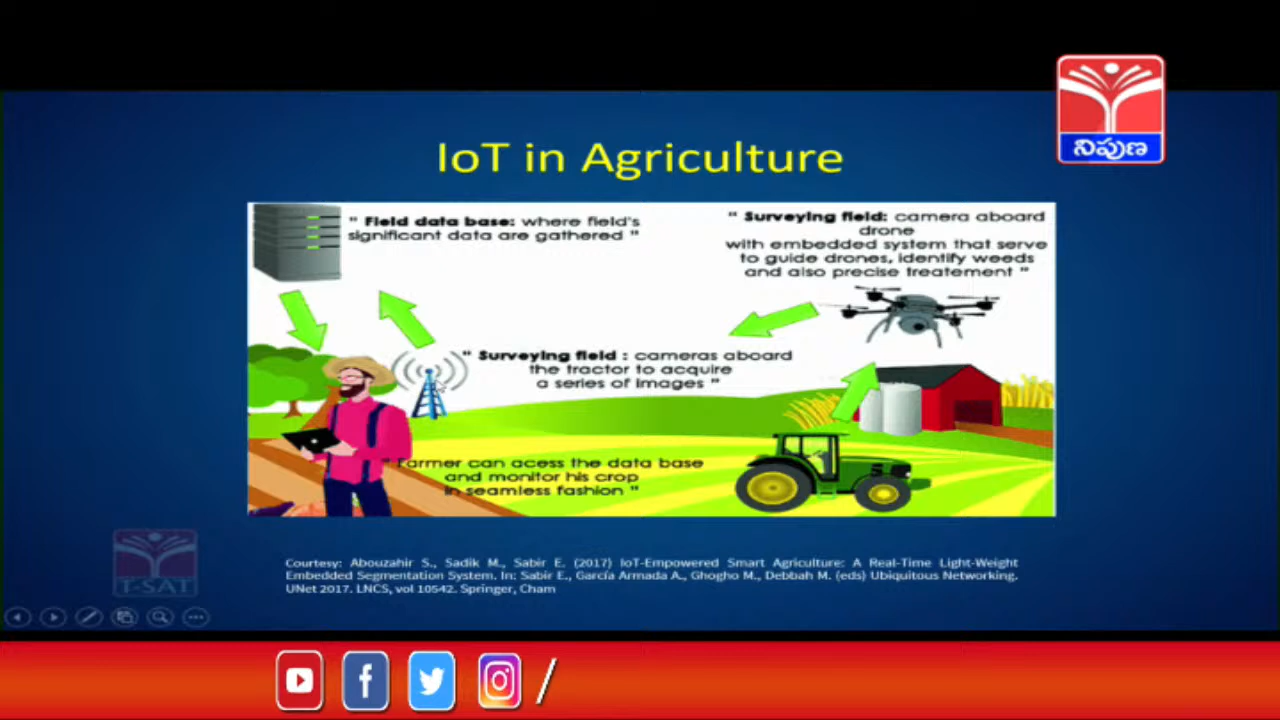 నిపుణ
IoT in Agriculture
" Field data base: where field's
significant data are gathered "
" Surveying field: camera aboard
drone
with embedded system that serve
to guide drones, identify weeds
and also precise treatement "
" Surveying field : cameras aboard
the tractor to acquire
a series of images "
" Farmer can acess the data base
and monitor his crop
in seamless fashion "
T-SAT
Courtesy: Abouzahir S., Sadik M., Sabir E. (2017) IoT-Empowered Smart Agriculture: A Real-Time Light-Weight
Embedded Segmentation System. In: Sabir E., García Armada A., Ghogho M., Debbah M. (eds) Ubiquitous Networking.
UNet 2017. LNCS, vol 10542. Springer, Cham
/